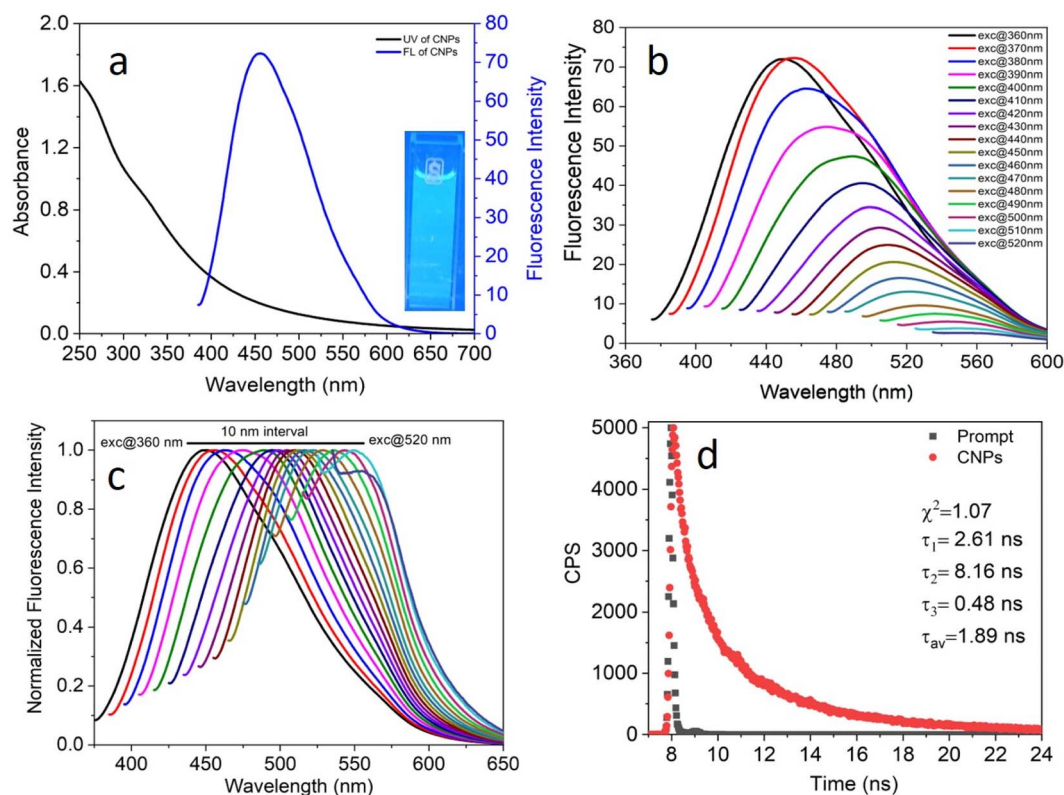 a
UV of CNPs
FL of CNPs
2.0
1.6
1.2
0.8
0.4
0.0
Absorbance
80
70
60
50
40
30
20
10
0
Fluorescence Intensity
250 300 350 400 450 500 550 600 650 700
Wavelength (nm)
b
80
70
60
50
40
30
20
10
0
Fluorescence Intensity
exc@360nm
exc@370nm
exc@380nm
exc@390nm
exc@400nm
exc@410nm
exc@420nm
exc@430nm
exc@440nm
exc@450nm
exc@460nm
exc@470nm
exc@480nm
exc@490nm
exc@500nm
exc@510nm
exc@520nm
360 400 440 480 520 560 600
Wavelength (nm)
c
exc@360 nm
10 nm interval
exc@520 nm
1.0
0.8
0.6
0.4
0.2
0.0
Normalized Fluorescence Intensity
400 450 500 550 600 650
Wavelength (nm)
d
Prompt
CNPs
χ²=1.07
τ₁= 2.61 ns
τ₂= 8.16 ns
τ₃= 0.48 ns
τav=1.89 ns
5000
4000
3000
2000
1000
0
CPS
8 10 12 14 16 18 20 22 24
Time (ns)